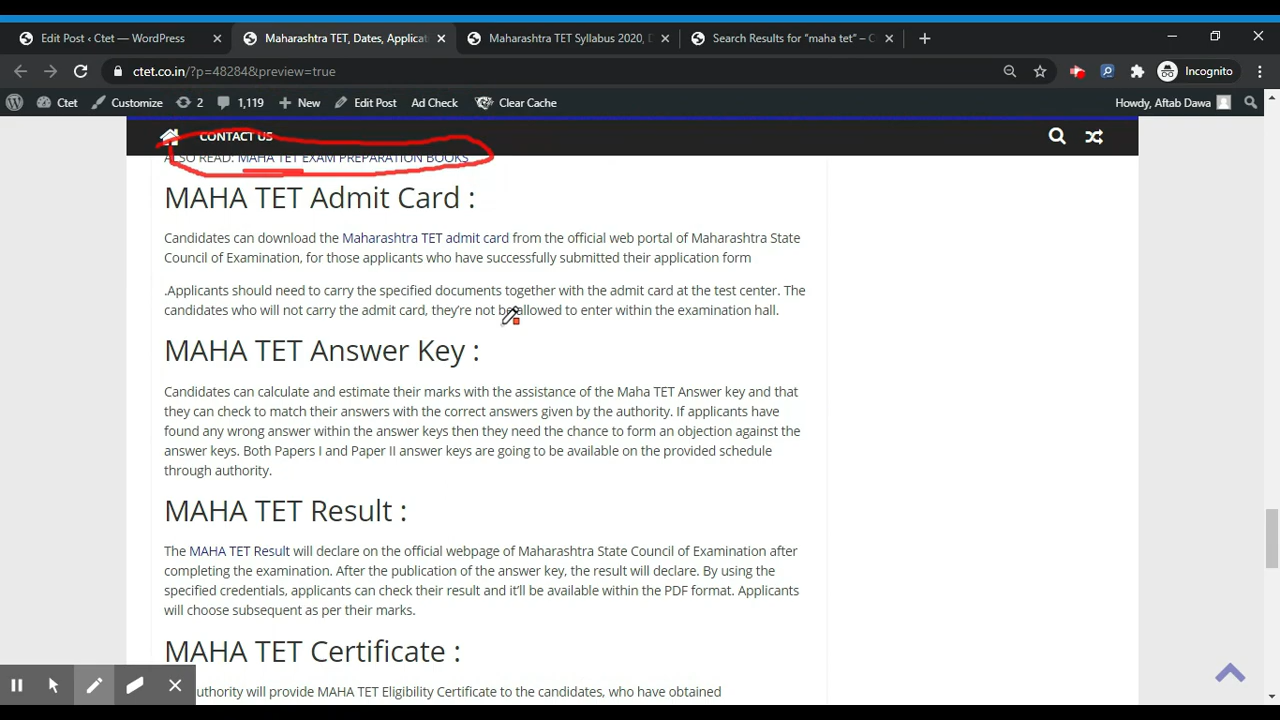 Edit Post ‹ Ctet — WordPress
Maharashtra TET, Dates, Applicati
Maharashtra TET Syllabus 2020, D
Search Results for "maha tet" – C
ctet.co.in/?p=48284&preview=true
Incognito
Ctet
Customize
2
1,119
New
Edit Post
Ad Check
Clear Cache
Howdy, Aftab Dawa
CONTACT US
ALSO READ: MAHA TET EXAM PREPARATION BOOKS
MAHA TET Admit Card :
Candidates can download the Maharashtra TET admit card from the official web portal of Maharashtra State
Council of Examination, for those applicants who have successfully submitted their application form
.Applicants should need to carry the specified documents together with the admit card at the test center. The
candidates who will not carry the admit card, they're not be allowed to enter within the examination hall.
MAHA TET Answer Key :
Candidates can calculate and estimate their marks with the assistance of the Maha TET Answer key and that
they can check to match their answers with the correct answers given by the authority. If applicants have
found any wrong answer within the answer keys then they need the chance to form an objection against the
answer keys. Both Papers I and Paper II answer keys are going to be available on the provided schedule
through authority.
MAHA TET Result :
The MAHA TET Result will declare on the official webpage of Maharashtra State Council of Examination after
completing the examination. After the publication of the answer key, the result will declare. By using the
specified credentials, applicants can check their result and it'll be available within the PDF format. Applicants
will choose subsequent as per their marks.
MAHA TET Certificate :
uthority will provide MAHA TET Eligibility Certificate to the candidates, who have obtained